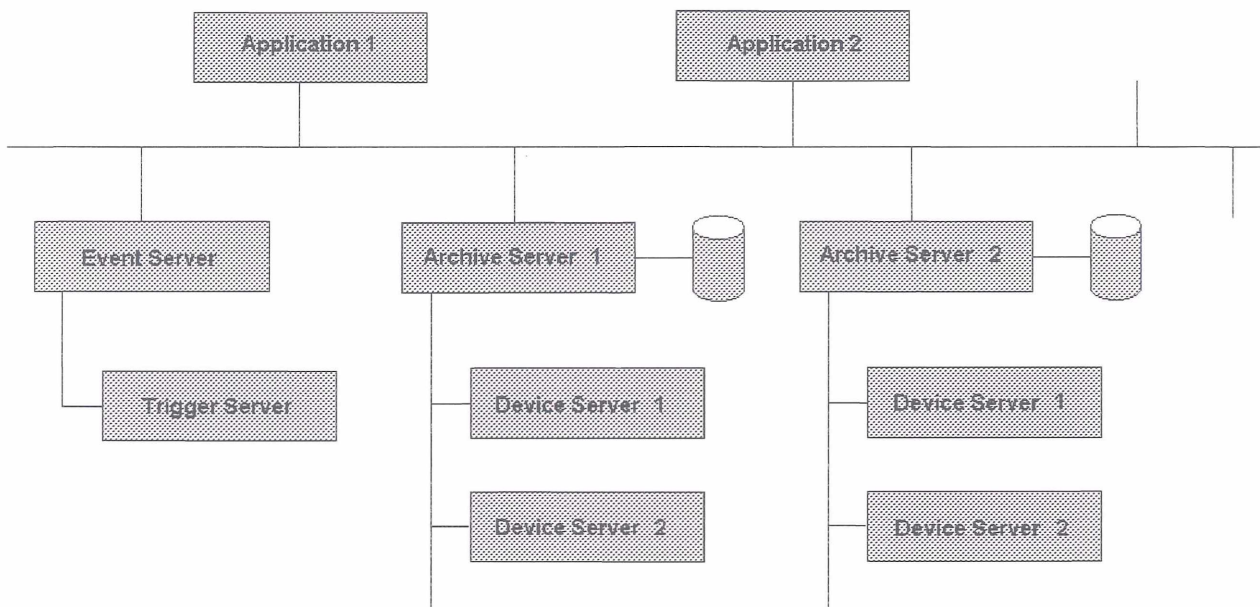 Application 1
Application 2
Event Server
Archive Server 1
Archive Server 2
Trigger Server
Device Server 1
Device Server 1
Device Server 2
Device Server 2